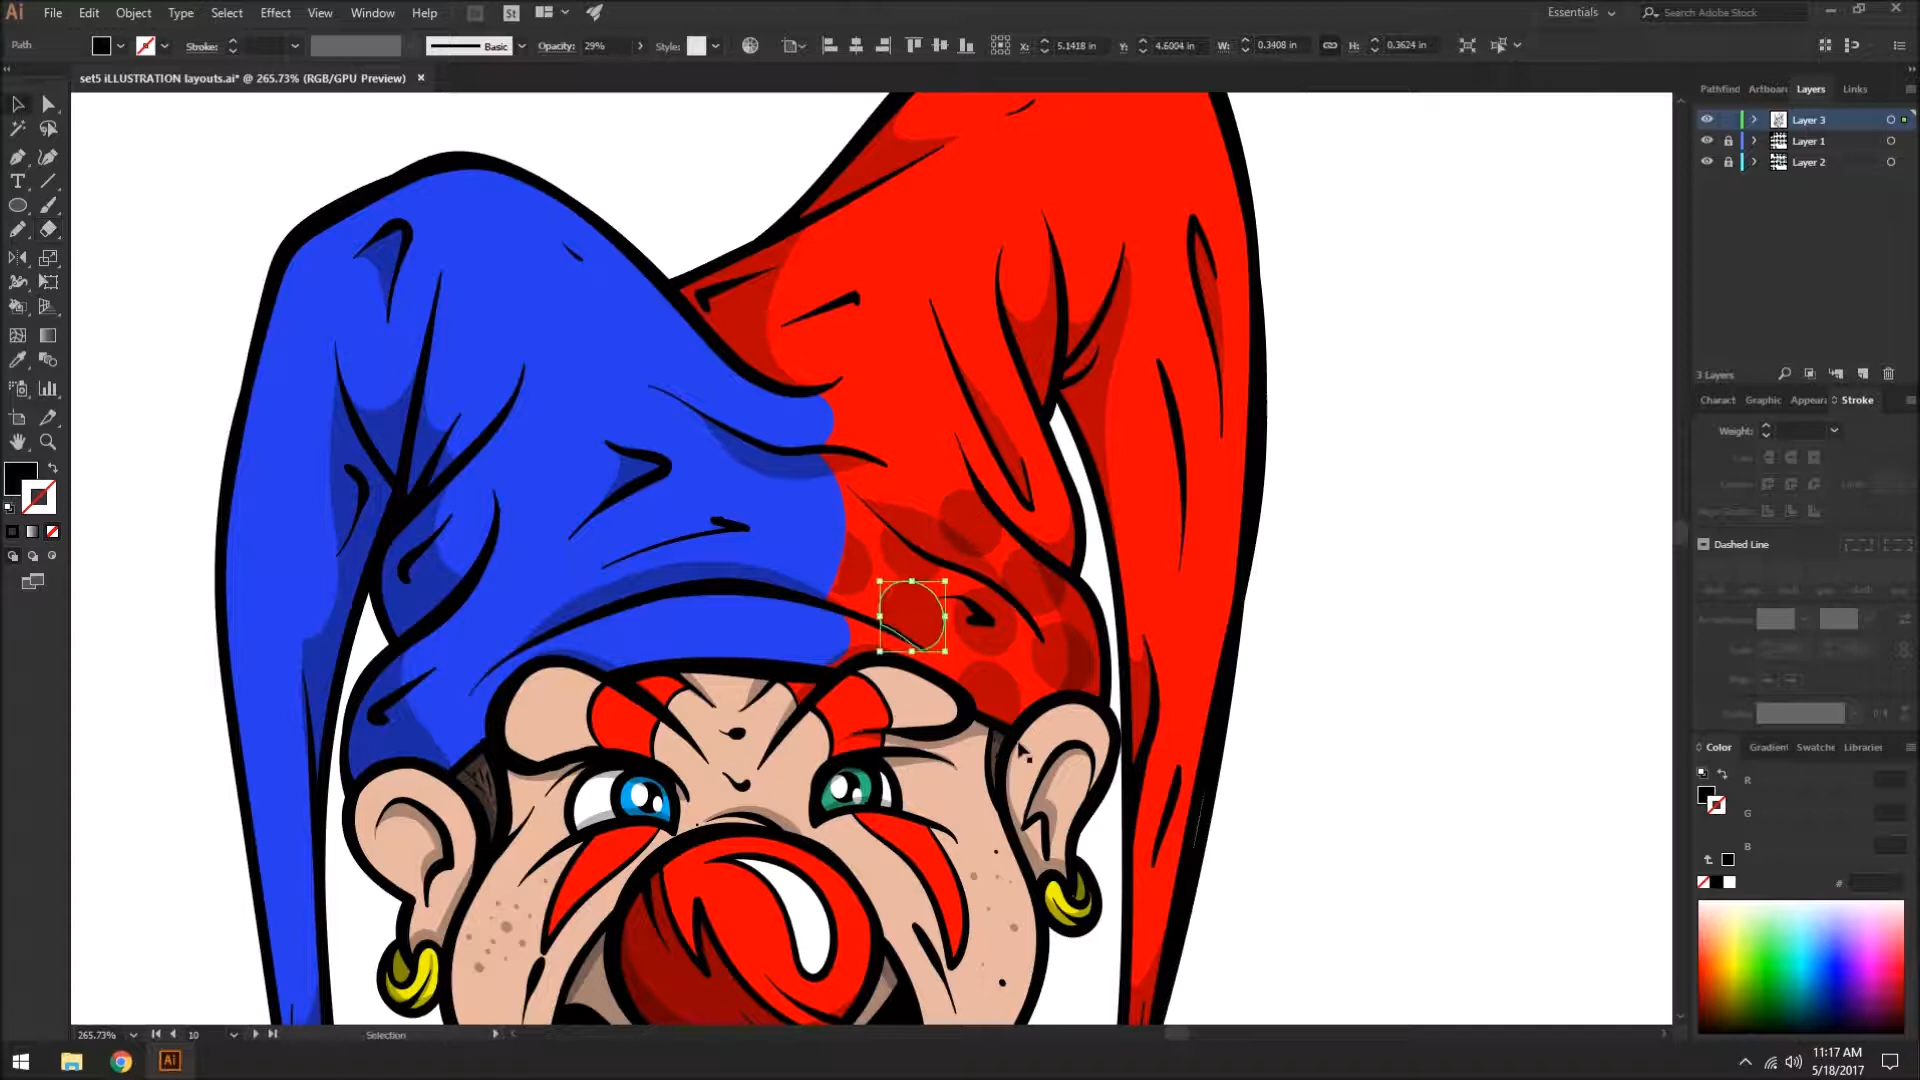 Ai File Edit Object Type Select Effect View Window Help St Essentials Search Adobe Stock
Path Stroke: Basic Opacity: 29% Style: X: 5.1418 in Y: 4.6004 in W: 0.3408 in H: 0.3624 in
set5 iLLUSTRATION layouts.ai* @ 265.73% (RGB/GPU Preview) ×
Pathfind Artboar Layers Links
Layer 3
Layer 1
Layer 2
3 Layers
Charact Graphic Appear Stroke
Weight:
Dashed Line
Color Gradient Swatche Librarie
R
G
B
#
265.73% 10 Selection
Ai 11:17 AM
5/18/2017